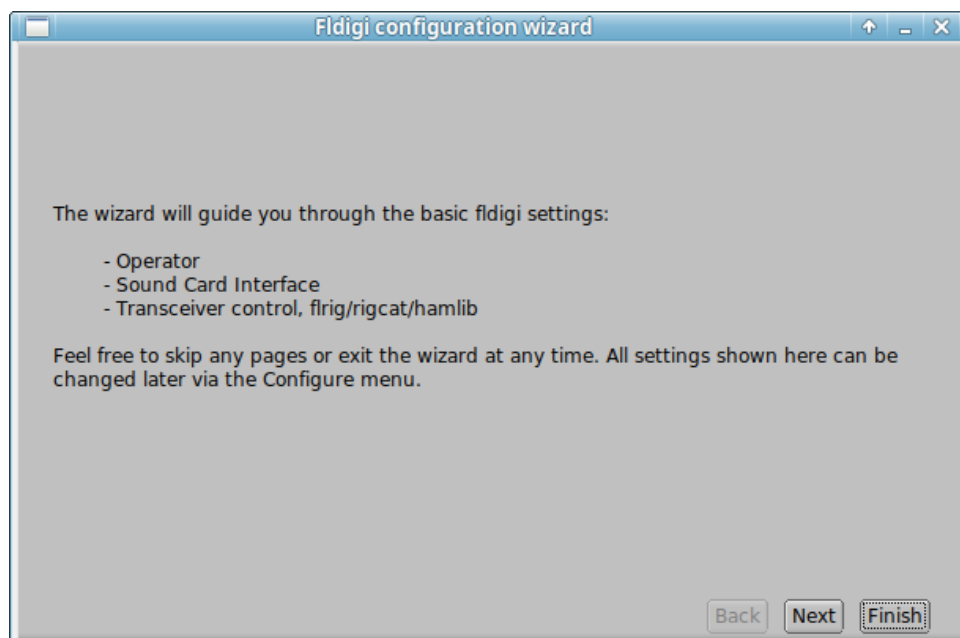 Fldigi configuration wizard
The wizard will guide you through the basic fldigi settings:
- Operator
- Sound Card Interface
- Transceiver control, flrig/rigcat/hamlib
Feel free to skip any pages or exit the wizard at any time. All settings shown here can be
changed later via the Configure menu.
Back Next Finish